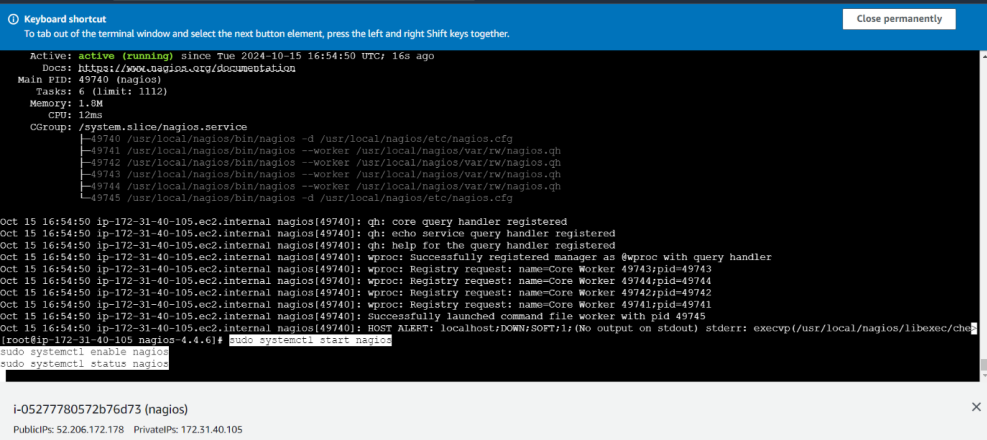 Keyboard shortcut
To tab out of the terminal window and select the next button element, press the left and right Shift keys together.
Close permanently
Active: active (running) since Tue 2024-10-15 16:54:50 UTC; 16s ago
Docs: https://www.nagios.org/documentation
Main PID: 49740 (nagios)
Tasks: 6 (limit: 1112)
Memory: 1.8M
CPU: 12ms
CGroup: /system.slice/nagios.service
├─49740 /usr/local/nagios/bin/nagios -d /usr/local/nagios/etc/nagios.cfg
├─49741 /usr/local/nagios/bin/nagios --worker /usr/local/nagios/var/rw/nagios.qh
├─49742 /usr/local/nagios/bin/nagios --worker /usr/local/nagios/var/rw/nagios.qh
├─49743 /usr/local/nagios/bin/nagios --worker /usr/local/nagios/var/rw/nagios.qh
├─49744 /usr/local/nagios/bin/nagios --worker /usr/local/nagios/var/rw/nagios.qh
└─49745 /usr/local/nagios/bin/nagios -d /usr/local/nagios/etc/nagios.cfg
Oct 15 16:54:50 ip-172-31-40-105.ec2.internal nagios[49740]: qh: core query handler registered
Oct 15 16:54:50 ip-172-31-40-105.ec2.internal nagios[49740]: qh: echo service query handler registered
Oct 15 16:54:50 ip-172-31-40-105.ec2.internal nagios[49740]: qh: help for the query handler registered
Oct 15 16:54:50 ip-172-31-40-105.ec2.internal nagios[49740]: wproc: Successfully registered manager as @wproc with query handler
Oct 15 16:54:50 ip-172-31-40-105.ec2.internal nagios[49740]: wproc: Registry request: name=Core Worker 49743;pid=49743
Oct 15 16:54:50 ip-172-31-40-105.ec2.internal nagios[49740]: wproc: Registry request: name=Core Worker 49744;pid=49744
Oct 15 16:54:50 ip-172-31-40-105.ec2.internal nagios[49740]: wproc: Registry request: name=Core Worker 49742;pid=49742
Oct 15 16:54:50 ip-172-31-40-105.ec2.internal nagios[49740]: wproc: Registry request: name=Core Worker 49741;pid=49741
Oct 15 16:54:50 ip-172-31-40-105.ec2.internal nagios[49740]: Successfully launched command file worker with pid 49745
Oct 15 16:54:50 ip-172-31-40-105.ec2.internal nagios[49740]: HOST ALERT: localhost;DOWN;SOFT;1;(No output on stdout) stderr: execvp(/usr/local/nagios/libexec/che>
[root@ip-172-31-40-105 nagios-4.4.6]# sudo systemctl start nagios
sudo systemctl enable nagios
sudo systemctl status nagios
i-05277780572b76d73 (nagios)
PublicIPs: 52.206.172.178 PrivateIPs: 172.31.40.105